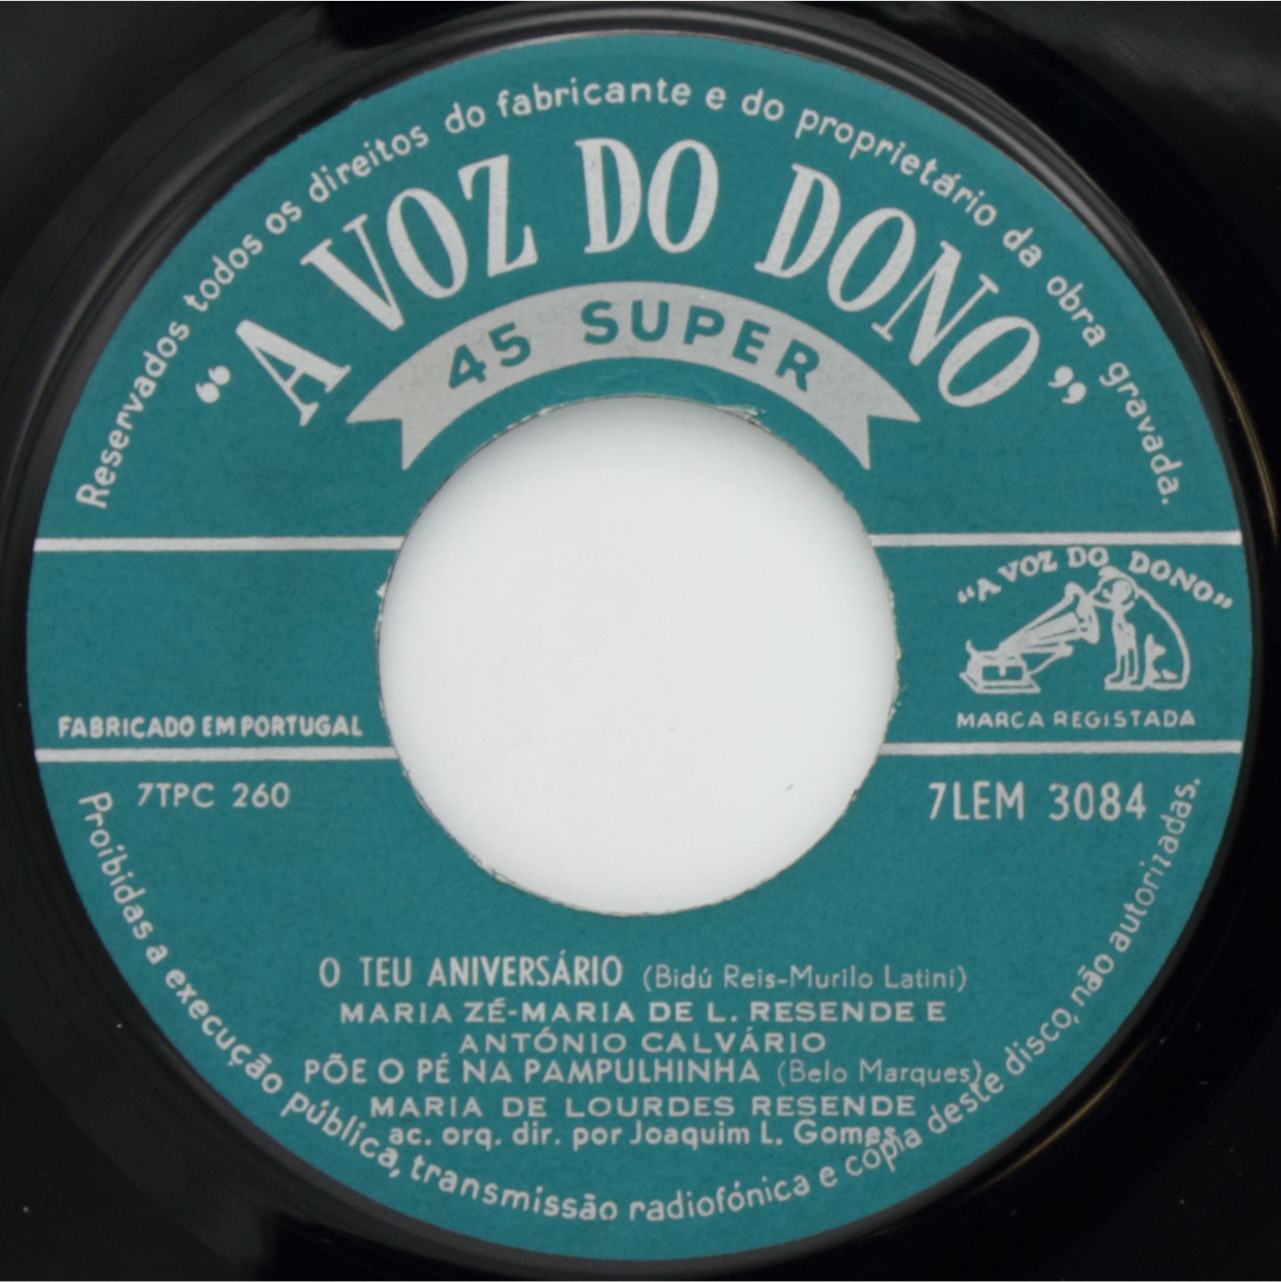 Reservados todos os direitos do fabricante e do proprietário da obra gravada.
“A VOZ DO DONO”
45 SUPER
“A VOZ DO DONO”
MARCA REGISTADA
FABRICADO EM PORTUGAL
7TPC 260
7LEM 3084
O TEU ANIVERSÁRIO (Bidú Reis-Murilo Latini)
MARIA ZÉ-MARIA DE L. RESENDE E
ANTÓNIO CALVÁRIO
PÕE O PÉ NA PAMPULHINHA (Belo Marques)
MARIA DE LOURDES RESENDE
ac. orq. dir. por Joaquim L. Gomes
Proibidas a execução pública, transmissão radiofónica e cópia deste disco, não autorizadas.